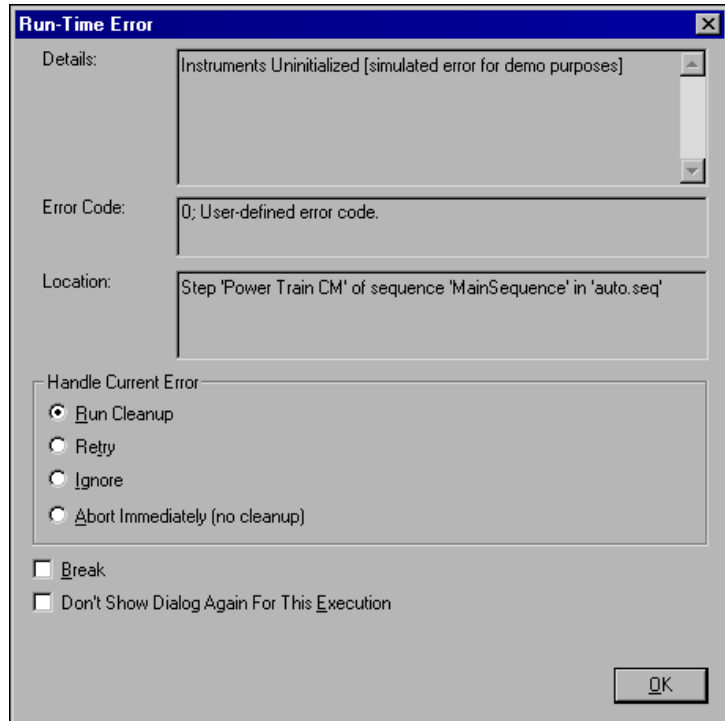 Run-Time Error
Details:
Instruments Uninitialized [simulated error for demo purposes]
Error Code:
0; User-defined error code.
Location:
Step 'Power Train CM' of sequence 'MainSequence' in 'auto.seq'
Handle Current Error
Run Cleanup
Retry
Ignore
Abort Immediately (no cleanup)
Break
Don't Show Dialog Again For This Execution
OK